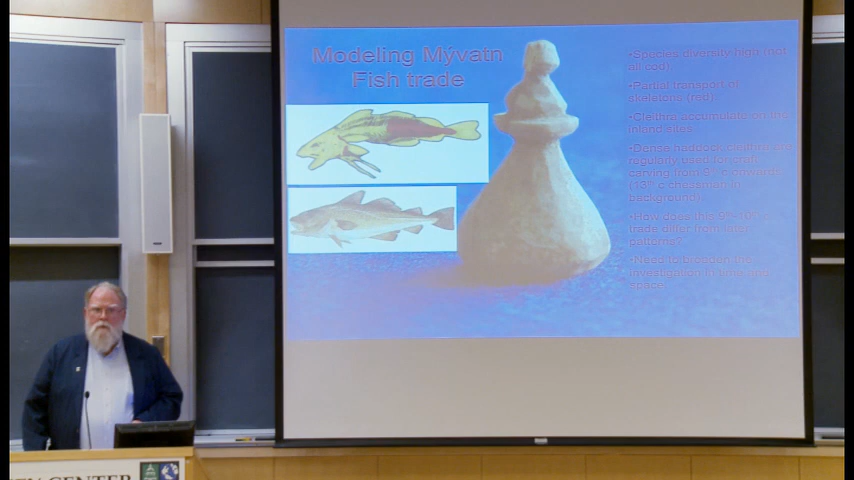 Modeling Mývatn
Fish trade
•Species diversity high (not
all cod).
•Partial transport of
skeletons (red).
•Cleithra accumulate on the
inland sites.
•Dense haddock cleithra are
regularly used for craft
carving from 9th c onwards
(13th c chessman in
background)
•How does this 9th-10th c
trade differ from later
patterns?
•Need to broaden the
investigation in time and
space
CENTER